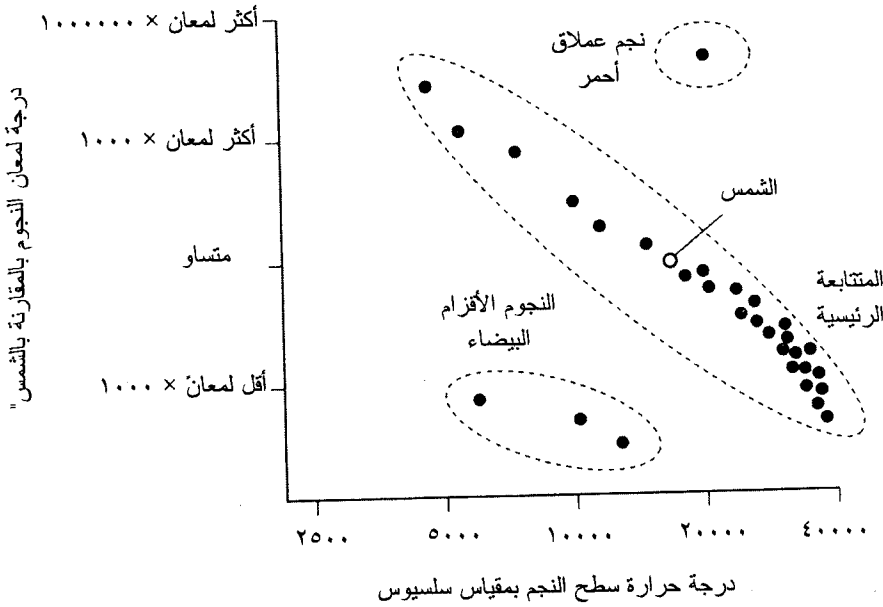 أكثر لمعان × ١٠٠٠٠٠٠
نجم عملاق
أحمر
أكثر لمعان × ١٠٠٠
الشمس
متساو
المتتابعة
الرئيسية
النجوم الأقزام
البيضاء
أقل لمعانً × ١٠٠٠
درجة لمعان النجوم بالمقارنة بالشمس"
٢٥٠٠ ٥٠٠٠ ١٠٠٠٠ ٢٠٠٠٠ ٤٠٠٠٠
درجة حرارة سطح النجم بمقياس سلسيوس